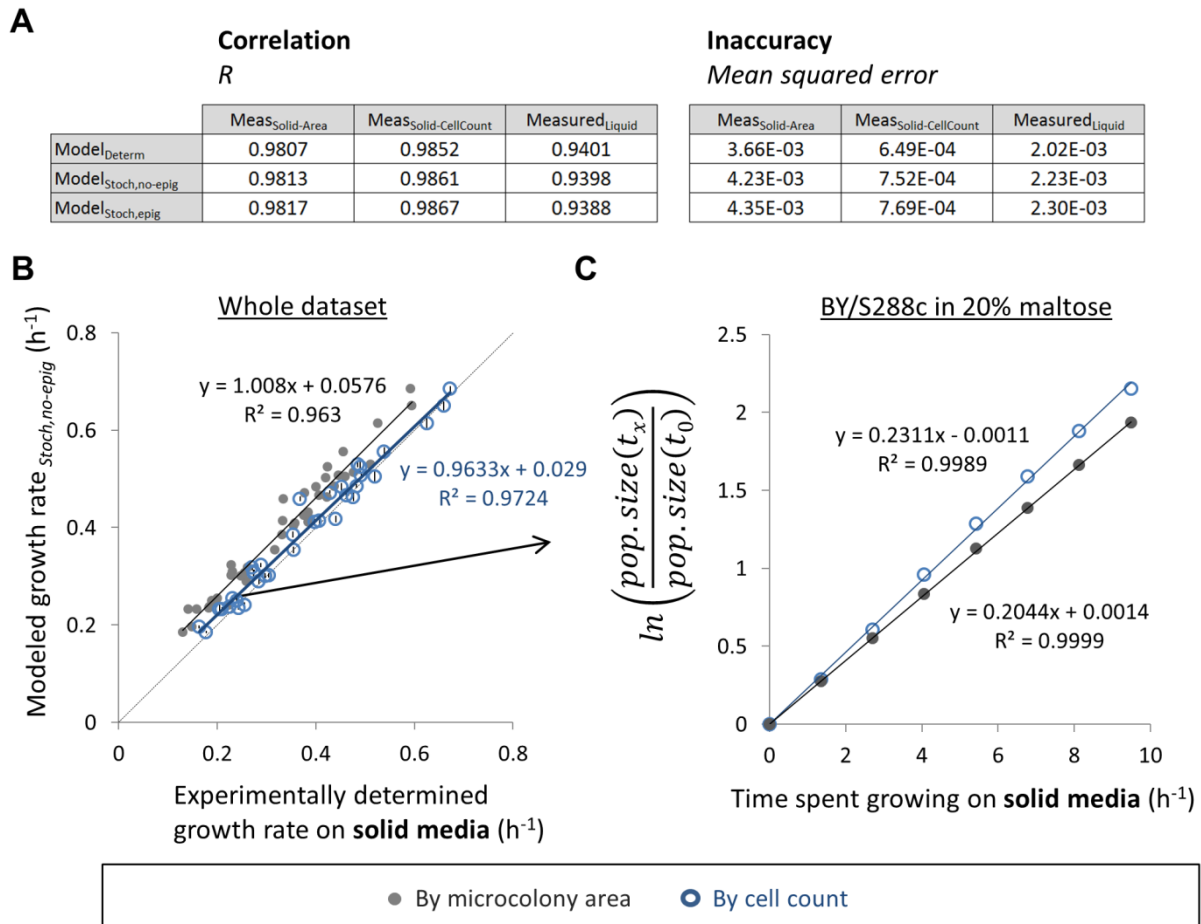 A
Correlation
R
Inaccuracy
Mean squared error
MeasSolid-Area MeasSolid-CellCount MeasuredLiquid
ModelDeterm 0.9807 0.9852 0.9401
ModelStoch,no-epig 0.9813 0.9861 0.9398
ModelStoch,epig 0.9817 0.9867 0.9388
MeasSolid-Area MeasSolid-CellCount MeasuredLiquid
3.66E-03 6.49E-04 2.02E-03
4.23E-03 7.52E-04 2.23E-03
4.35E-03 7.69E-04 2.30E-03
B
Whole dataset
Modeled growth rate Stoch,no-epig (h-1)
0.8
0.6
0.4
0.2
0
y = 1.008x + 0.0576
R² = 0.963
y = 0.9633x + 0.029
R² = 0.9724
0 0.2 0.4 0.6 0.8
Experimentally determined
growth rate on solid media (h-1)
C
BY/S288c in 20% maltose
ln (pop. size(tx) / pop. size(t0))
2.5
2
1.5
1
0.5
0
y = 0.2311x - 0.0011
R² = 0.9989
y = 0.2044x + 0.0014
R² = 0.9999
0 2 4 6 8 10
Time spent growing on solid media (h-1)
By microcolony area By cell count